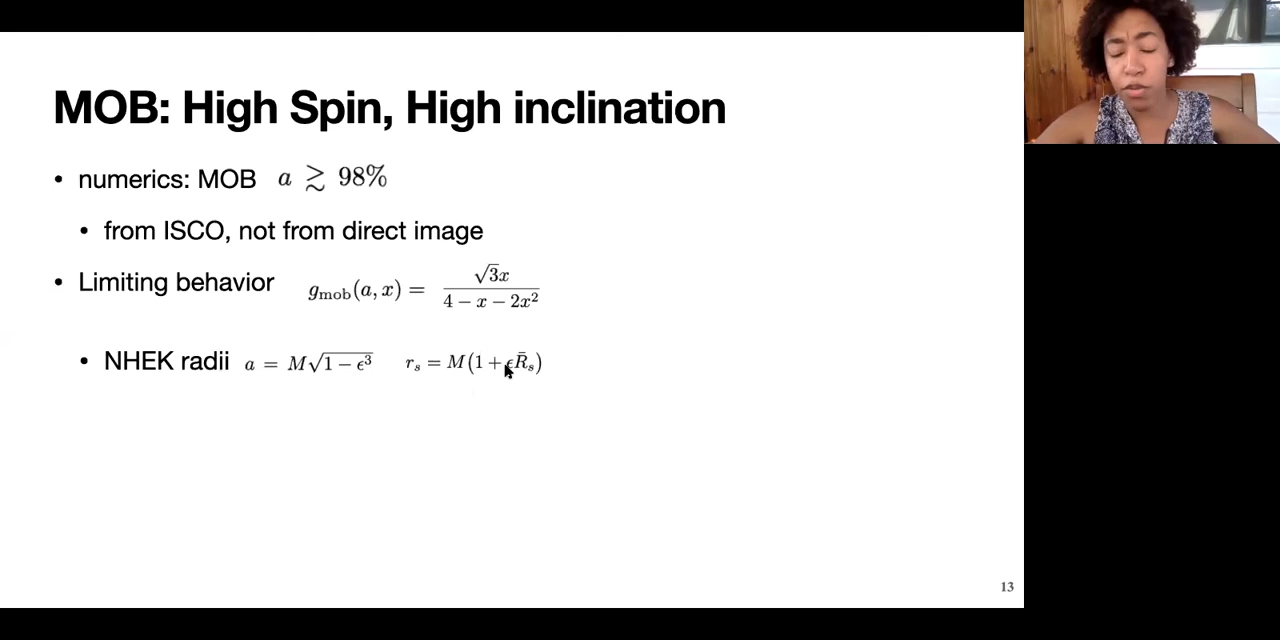 MOB: High Spin, High inclination
• numerics: MOB a ≳ 98%
• from ISCO, not from direct image
• Limiting behavior g_mob(a, x) = √3x / (4 − x − 2x²)
• NHEK radii a = M√(1 − ϵ³) r_s = M(1 + ϵR̄_s)
13